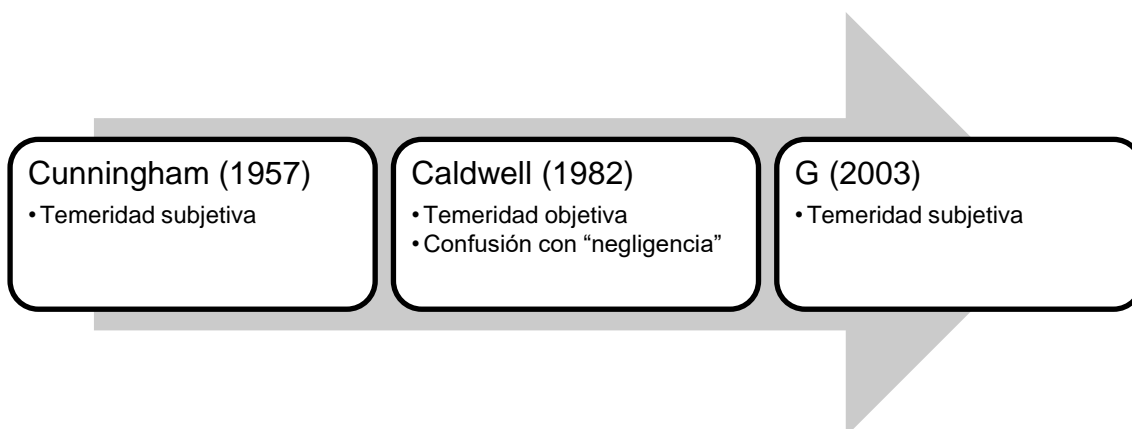 Cunningham (1957)
• Temeridad subjetiva
Caldwell (1982)
• Temeridad objetiva
• Confusión con “negligencia”
G (2003)
• Temeridad subjetiva